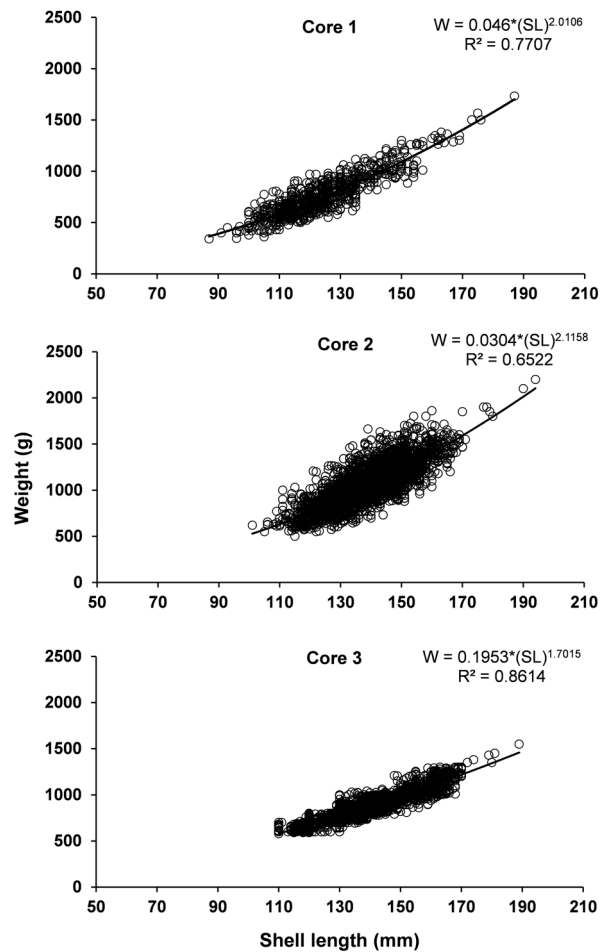 Core 1
W = 0.046*(SL)^2.0106
R² = 0.7707
2500
2000
1500
1000
500
0
50 70 90 110 130 150 170 190 210
Core 2
W = 0.0304*(SL)^2.1158
R² = 0.6522
2500
2000
1500
1000
500
0
50 70 90 110 130 150 170 190 210
Weight (g)
Core 3
W = 0.1953*(SL)^1.7015
R² = 0.8614
2500
2000
1500
1000
500
0
50 70 90 110 130 150 170 190 210
Shell length (mm)